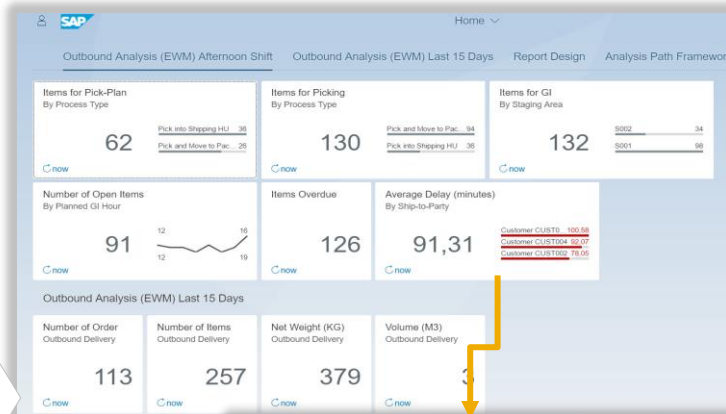 SAP
Home
Outbound Analysis (EWM) Afternoon Shift
Outbound Analysis (EWM) Last 15 Days
Report Design
Analysis Path Framewor
Items for Pick-Plan
By Process Type
62
Pick into Shipping HU 36
Pick and Move to Pac... 26
now
Items for Picking
By Process Type
130
Pick and Move to Pac... 94
Pick into Shipping HU 36
now
Items for GI
By Staging Area
132
S002 34
S001 98
now
Number of Open Items
By Planned GI Hour
91
12 16
12 19
now
Items Overdue
126
now
Average Delay (minutes)
By Ship-to-Party
91,31
Customer CUST0... 100,58
Customer CUST004 92,07
Customer CUST002 78,05
now
Outbound Analysis (EWM) Last 15 Days
Number of Order
Outbound Delivery
113
now
Number of Items
Outbound Delivery
257
now
Net Weight (KG)
Outbound Delivery
379
now
Volume (M3)
Outbound Delivery
3
now